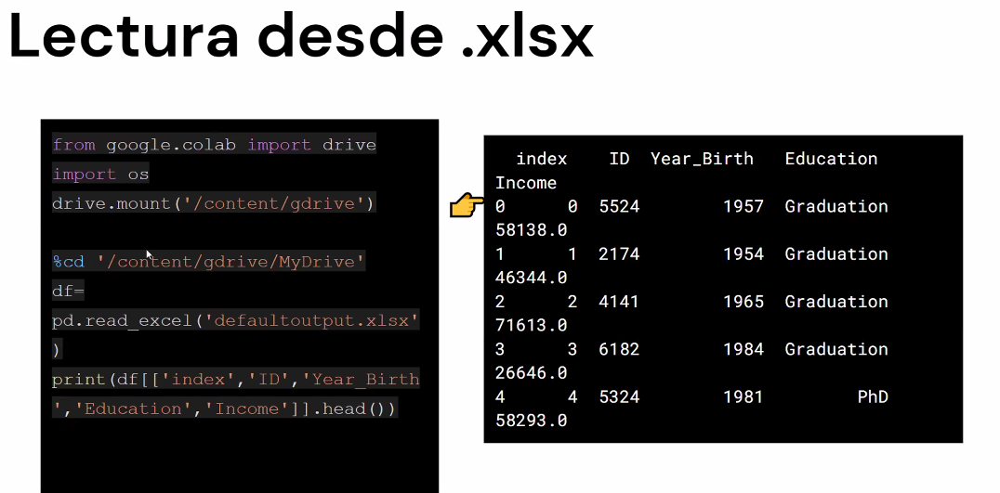 Lectura desde .xlsx
from google.colab import drive
import os
drive.mount('/content/gdrive')
%cd '/content/gdrive/MyDrive'
df=
pd.read_excel('defaultoutput.xlsx'
)
print(df[['index','ID','Year_Birth
','Education','Income']].head())
index ID Year_Birth Education
Income
0 0 5524 1957 Graduation
58138.0
1 1 2174 1954 Graduation
46344.0
2 2 4141 1965 Graduation
71613.0
3 3 6182 1984 Graduation
26646.0
4 4 5324 1981 PhD
58293.0